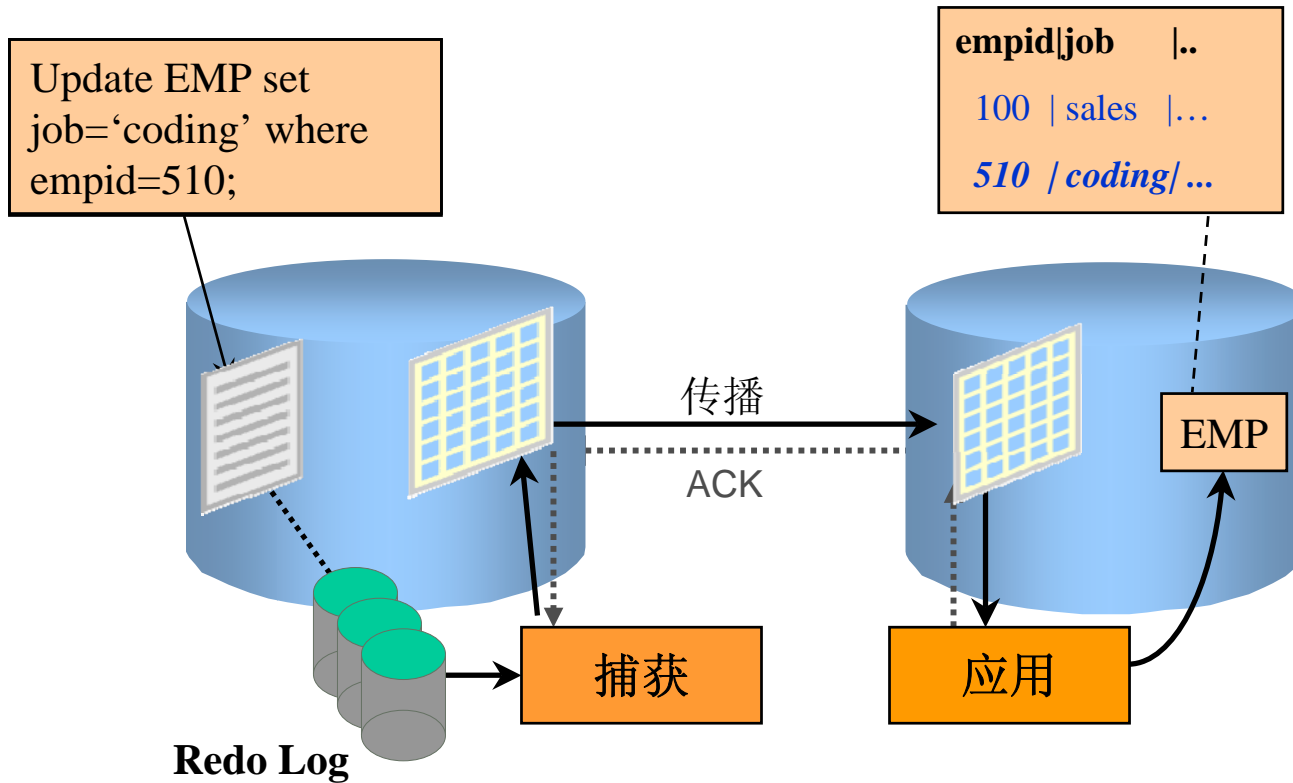 Update EMP set
job=‘coding’ where
empid=510;
empid|job |..
100 | sales |…
510 | coding| ...
传播
ACK
EMP
捕获
应用
Redo Log